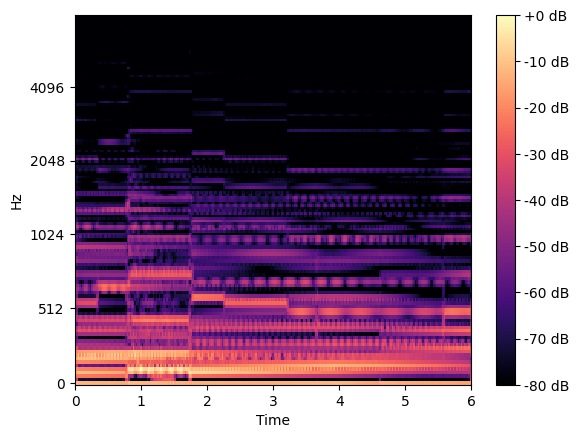 4096
2048
1024
512
0
Hz
0 1 2 3 4 5 6
Time
+0 dB
-10 dB
-20 dB
-30 dB
-40 dB
-50 dB
-60 dB
-70 dB
-80 dB